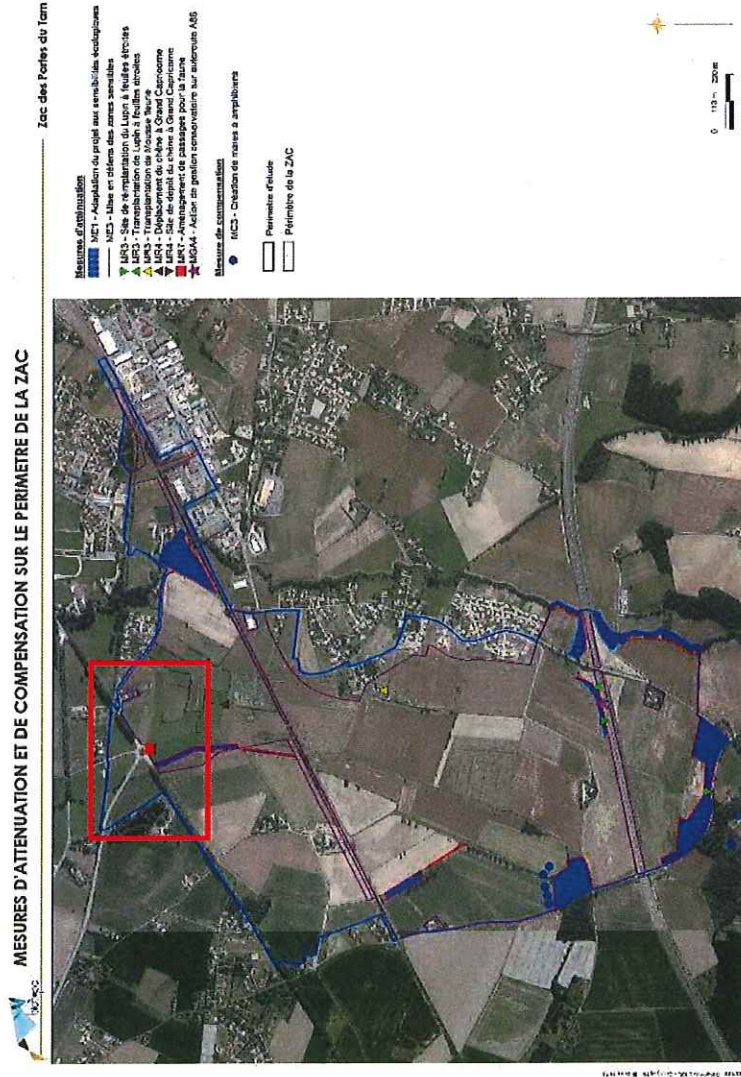 MESURES D'ATTENUATION ET DE COMPENSATION SUR LE PERIMETRE DE LA ZAC
Zac des Portes du Tarn
Mesures d'atténuation
ME1 - Adaptation du projet aux sensibilités écologiques
ME3 - Mise en défens des zones sensibles
MR3 - Site de réimplantation du Lupin à feuilles étroites
MR3 - Transplantation de Lupin à feuilles étroites
MR3 - Transplantation de Mousse fleurie
MR4 - Déplacement du chêne à Grand Capricorne
MR4 - Site de dépôt du chêne à Grand Capricorne
MR7 - Aménagement de passages pour la faune
MGA4 - Action de gestion conservatoire sur autoroute A68
Mesure de compensation
MC3 - Création de mares à amphibiens
Périmètre d'étude
Périmètre de la ZAC
0